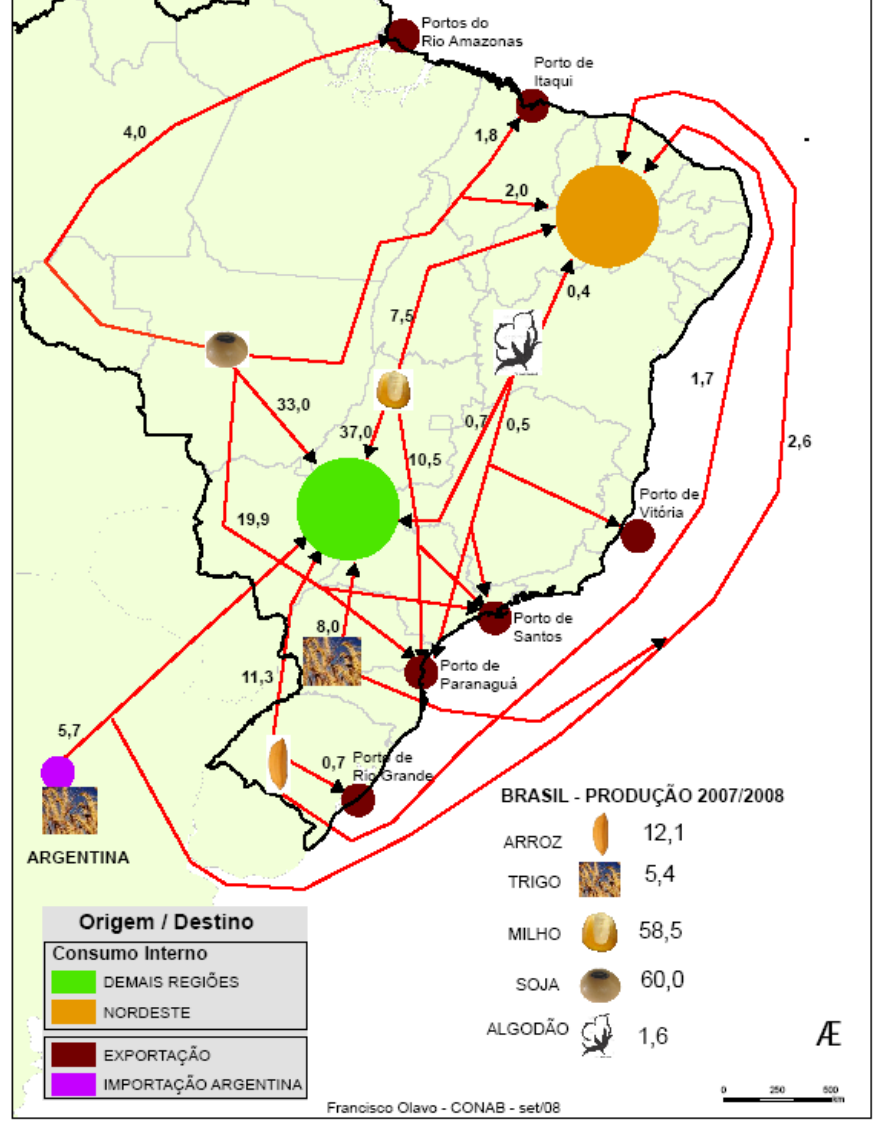 Portos do
Rio Amazonas
Porto de
Itaqui
4,0
1,8
2,0
0,4
7,5
1,7
33,0
37,0
0,7
0,5
10,5
2,6
Porto de
Vitória
19,9
Porto de
Santos
8,0
Porto de
Paranaguá
11,3
5,7
0,7
Porto de
Rio Grande
ARGENTINA
BRASIL - PRODUÇÃO 2007/2008
ARROZ 12,1
TRIGO 5,4
MILHO 58,5
SOJA 60,0
ALGODÃO 1,6
Æ
Origem / Destino
Consumo Interno
DEMAIS REGIÕES
NORDESTE
EXPORTAÇÃO
IMPORTAÇÃO ARGENTINA
0 250 500
km
Francisco Olavo - CONAB - set/08